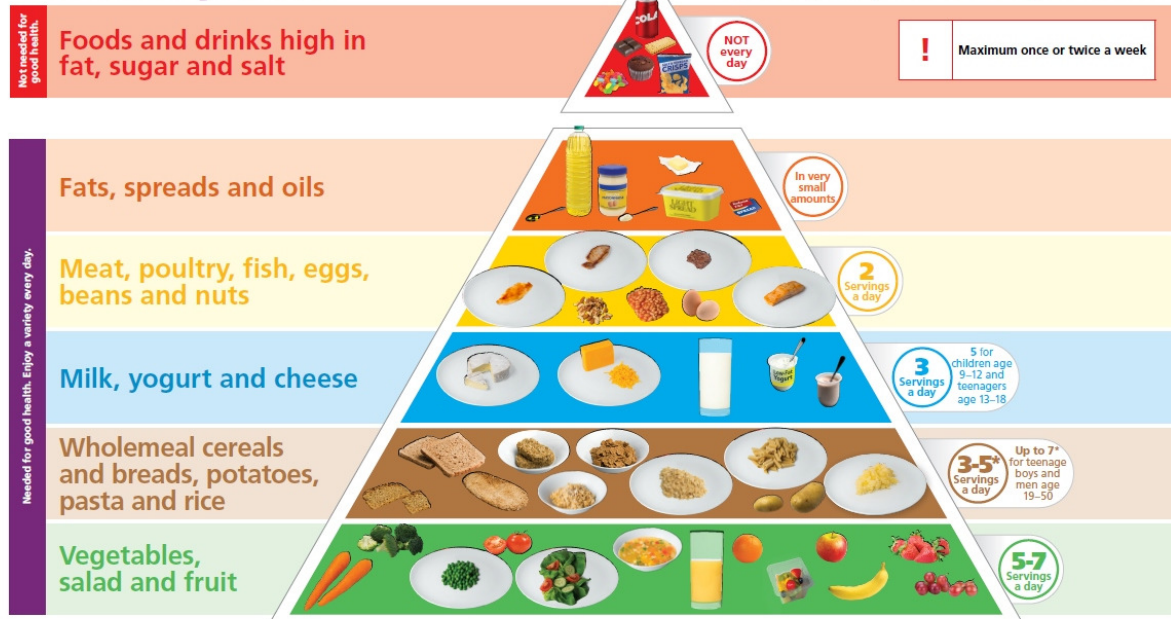 Not needed for
good health.
Foods and drinks high in
fat, sugar and salt
COLA
CRISPS
NOT
every
day
!
Maximum once or twice a week
Needed for good health. Enjoy a variety every day.
Fats, spreads and oils
LIGHT
SPREAD
In very
small
amounts
Meat, poultry, fish, eggs,
beans and nuts
2
Servings
a day
Milk, yogurt and cheese
Yogurt
3
Servings
a day
5 for
children age
9–12 and
teenagers
age 13–18
Wholemeal cereals
and breads, potatoes,
pasta and rice
3-5*
Servings
a day
Up to 7*
for teenage
boys and
men age
19–50
Vegetables,
salad and fruit
5-7
Servings
a day